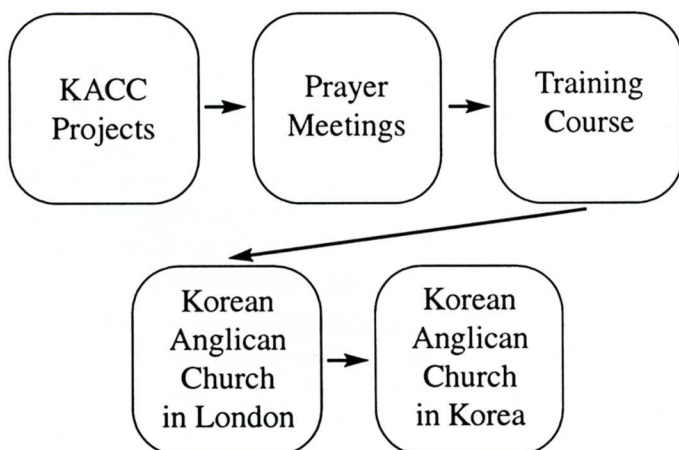 KACC
Projects
Prayer
Meetings
Training
Course
Korean
Anglican
Church
in London
Korean
Anglican
Church
in Korea